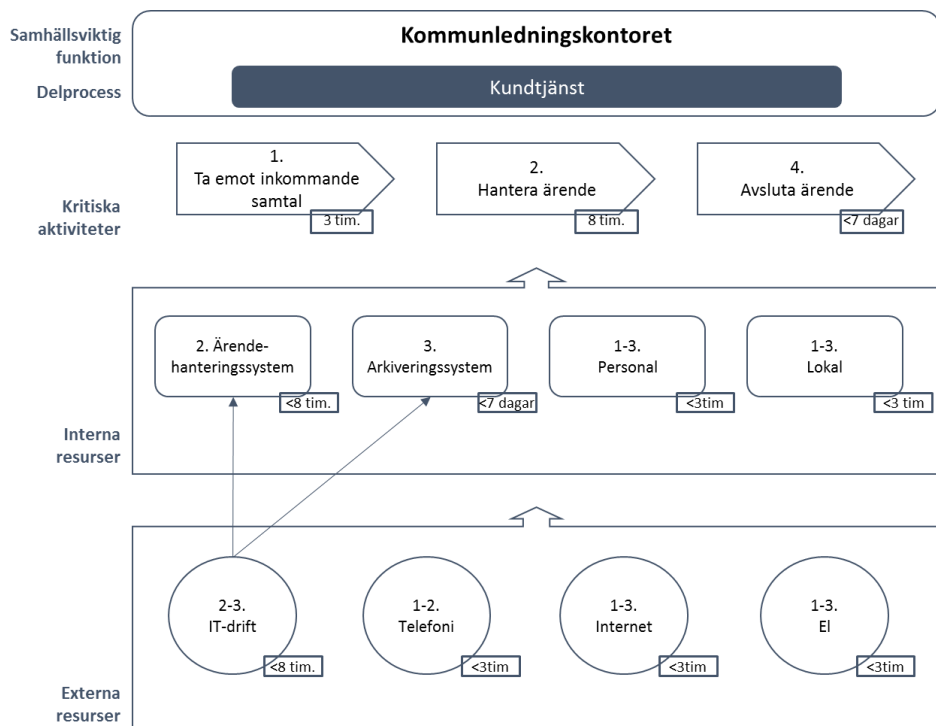 Samhällsviktig
funktion
Kommunledningskontoret
Delprocess
Kundtjänst
Kritiska
aktiviteter
1.
Ta emot inkommande
samtal
3 tim.
2.
Hantera ärende
8 tim.
4.
Avsluta ärende
<7 dagar
Interna
resurser
2. Ärende-
hanteringssystem
<8 tim.
3.
Arkiveringssystem
<7 dagar
1-3.
Personal
<3tim
1-3.
Lokal
<3 tim
Externa
resurser
2-3.
IT-drift
<8 tim.
1-2.
Telefoni
<3tim
1-3.
Internet
<3tim
1-3.
El
<3tim